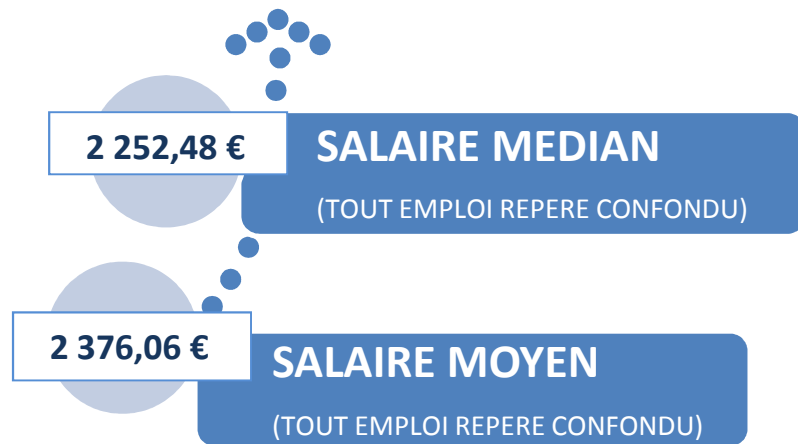 2 252,48 €
SALAIRE MEDIAN
(TOUT EMPLOI REPERE CONFONDU)
2 376,06 €
SALAIRE MOYEN
(TOUT EMPLOI REPERE CONFONDU)